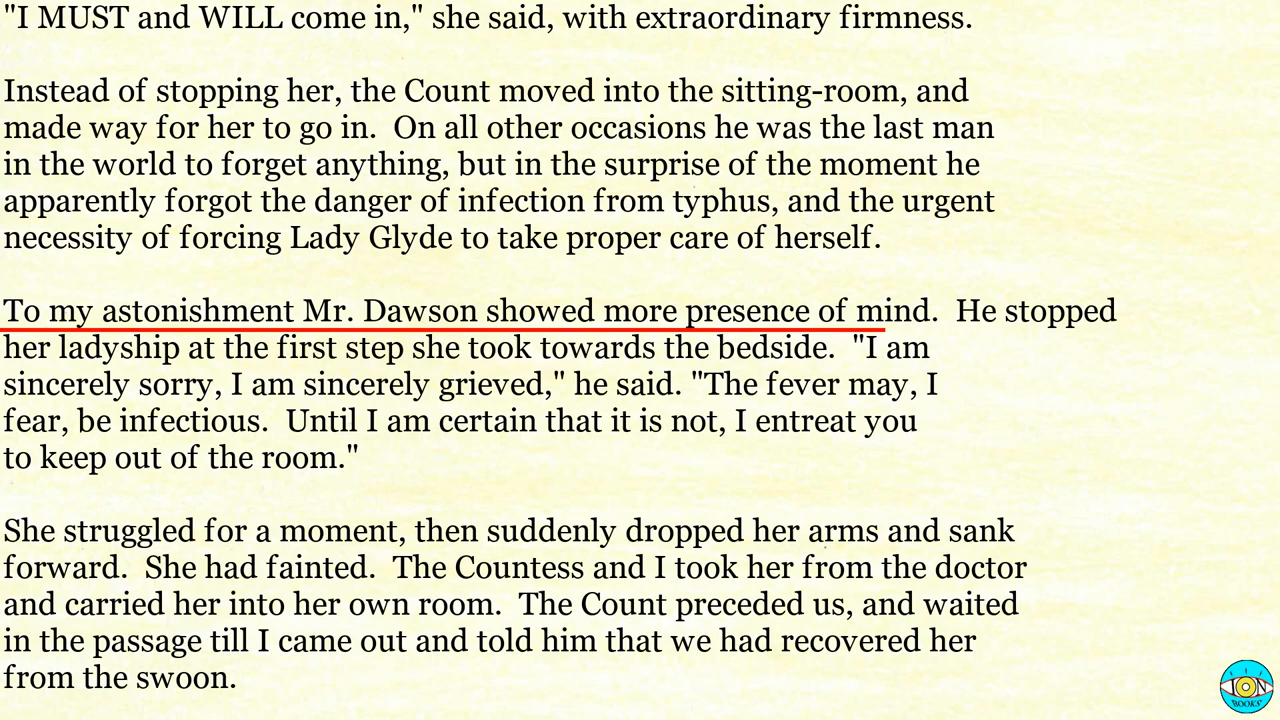 "I MUST and WILL come in," she said, with extraordinary firmness.
Instead of stopping her, the Count moved into the sitting-room, and
made way for her to go in.  On all other occasions he was the last man
in the world to forget anything, but in the surprise of the moment he
apparently forgot the danger of infection from typhus, and the urgent
necessity of forcing Lady Glyde to take proper care of herself.
To my astonishment Mr. Dawson showed more presence of mind.  He stopped
her ladyship at the first step she took towards the bedside.  "I am
sincerely sorry, I am sincerely grieved," he said. "The fever may, I
fear, be infectious.  Until I am certain that it is not, I entreat you
to keep out of the room."
She struggled for a moment, then suddenly dropped her arms and sank
forward.  She had fainted.  The Countess and I took her from the doctor
and carried her into her own room.  The Count preceded us, and waited
in the passage till I came out and told him that we had recovered her
from the swoon.
ION
BOOKS